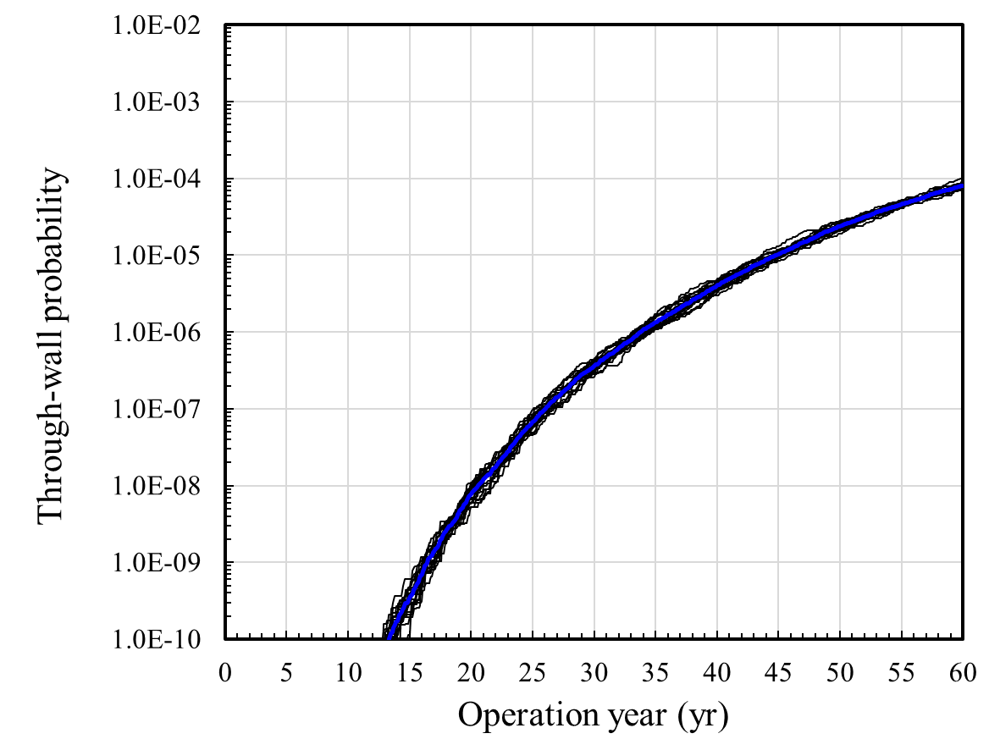 1.0E-02
1.0E-03
1.0E-04
1.0E-05
1.0E-06
1.0E-07
1.0E-08
1.0E-09
1.0E-10
Through-wall probability
0 5 10 15 20 25 30 35 40 45 50 55 60
Operation year (yr)